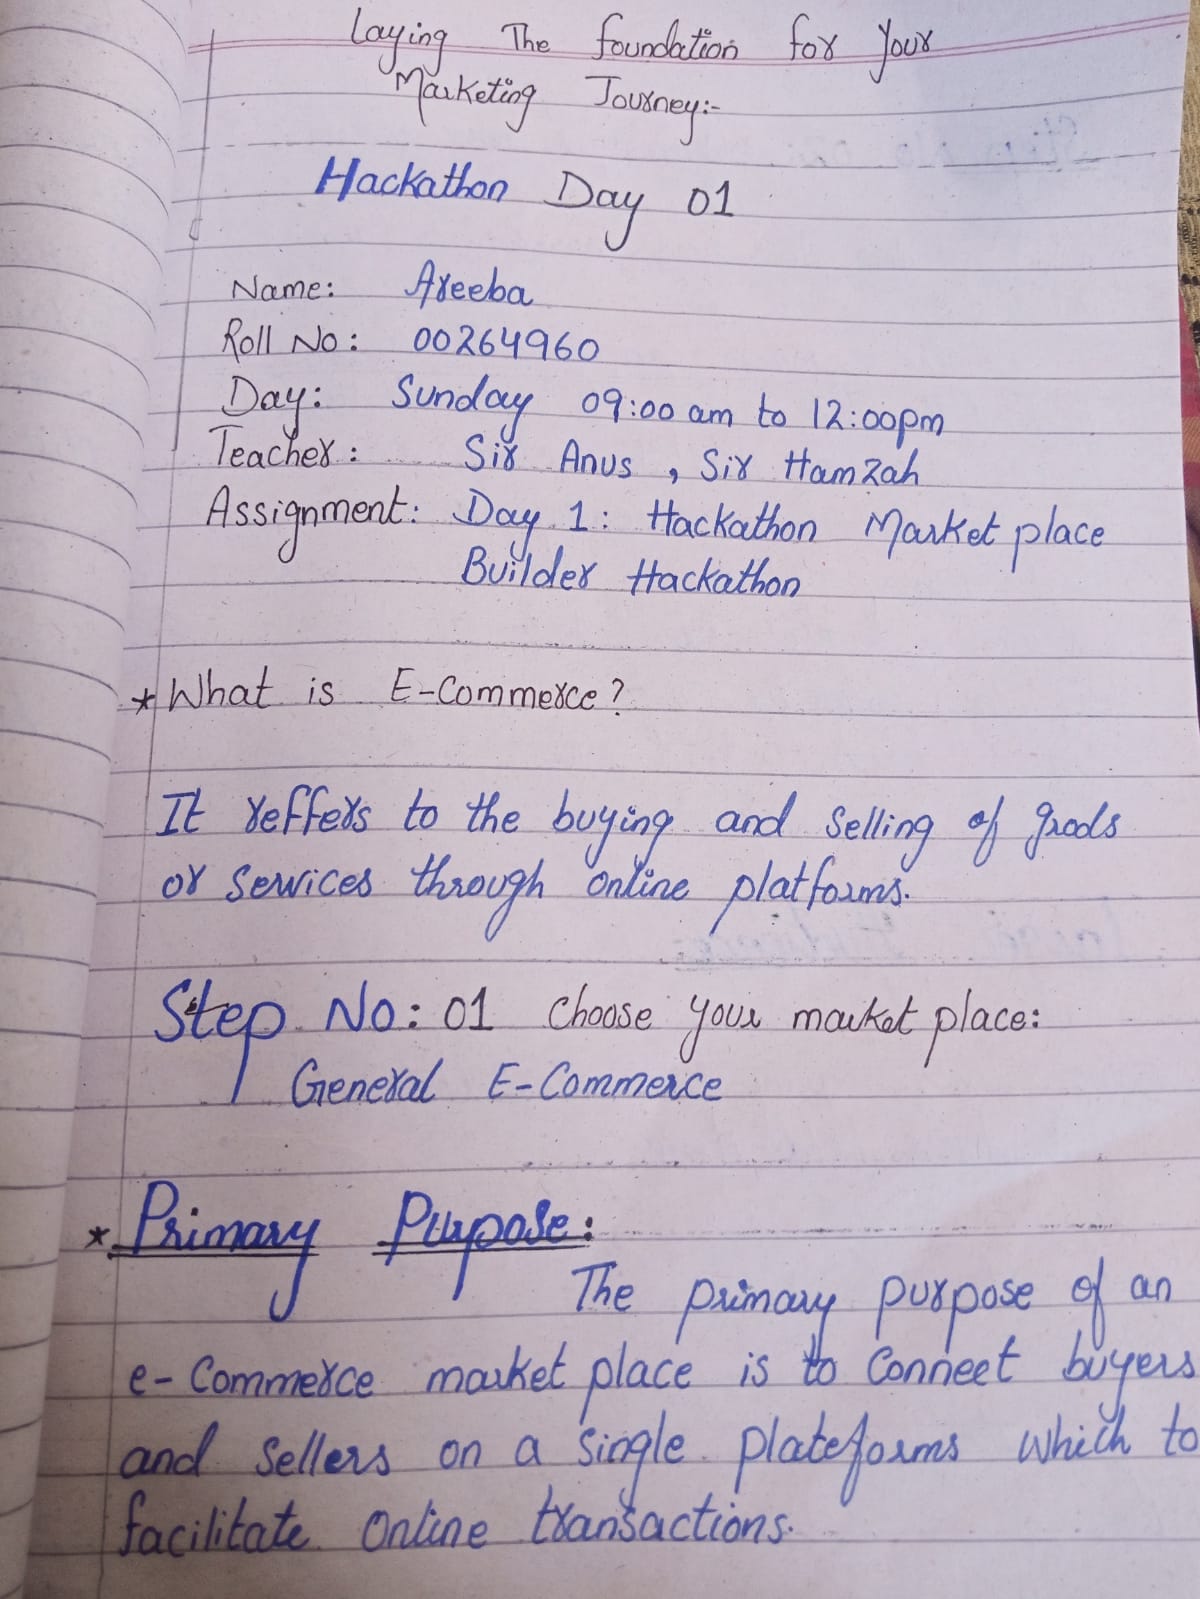 Laying The foundation for your
Marketing Journey:-
Hackathon Day 01
Name: Areeba
Roll No: 00264960
Day: Sunday 09:00 am to 12:00pm
Teacher: Sir Anus, Sir Hamzah
Assignment: Day 1: Hackathon Market place
Builder Hackathon
* What is E-Commerce?
It reffers to the buying and selling of goods
or services through online platforms.
Step No: 01 Choose your market place:
General E-Commerce
* Primary Purpose:
The primary purpose of an
e-Commerce market place is to Connect buyers
and sellers on a single plateforms which to
facilitate online transactions.